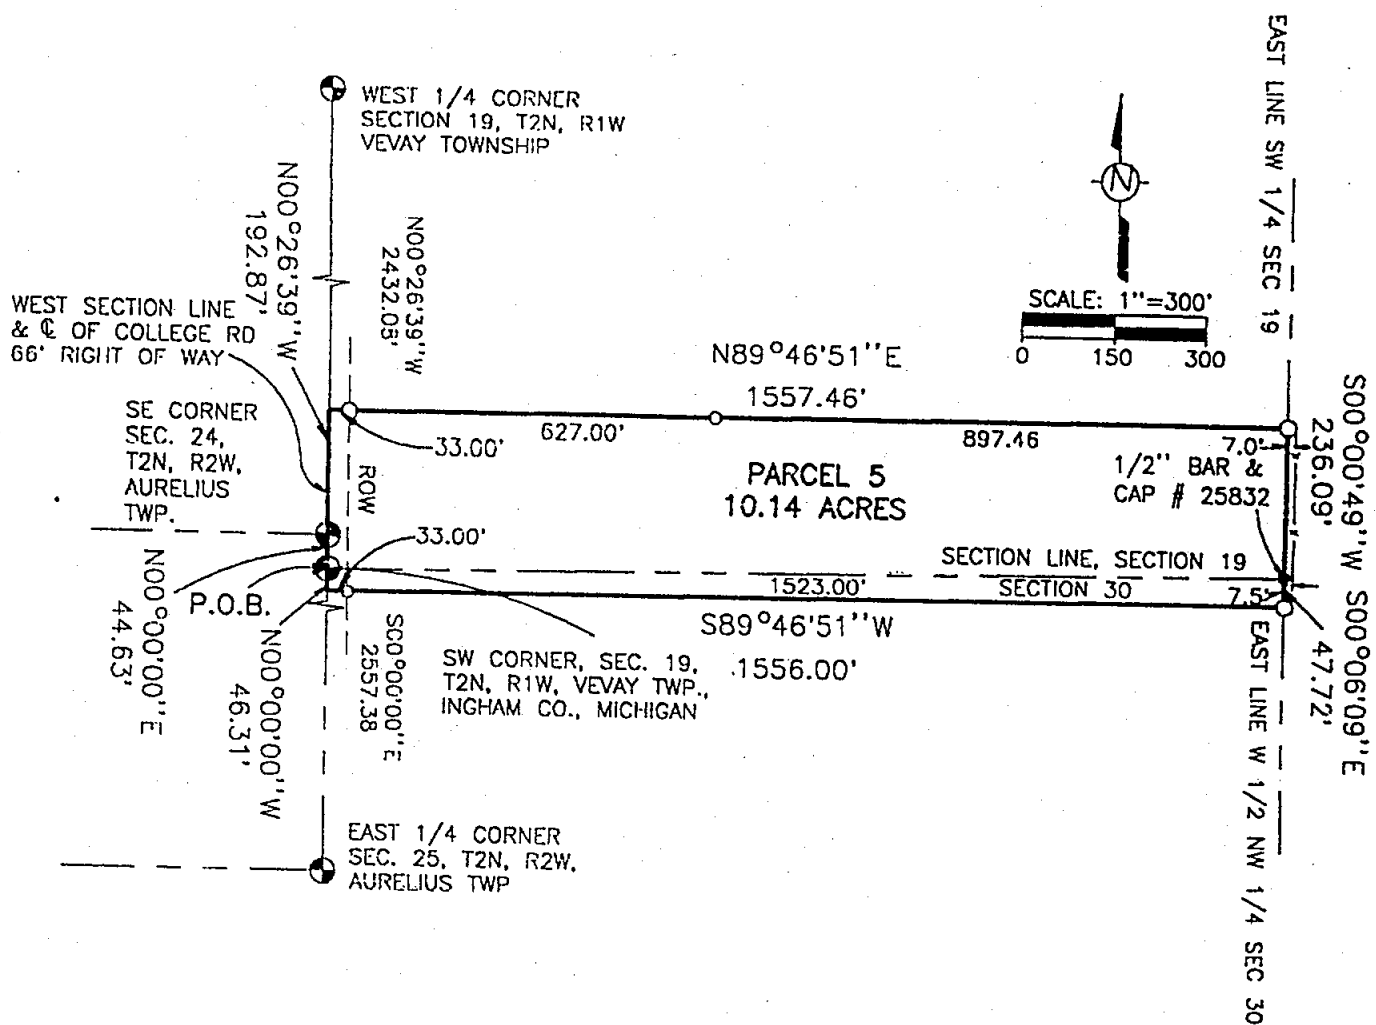 WEST 1/4 CORNER
SECTION 19, T2N, R1W
VEVAY TOWNSHIP
EAST LINE SW 1/4 SEC 19
N
SCALE: 1"=300'
0 150 300
N00°26'39"W
192.87'
N00°26'39"W
2432.08'
WEST SECTION LINE
& ℄ OF COLLEGE RD
66' RIGHT OF WAY
N89°46'51"E
1557.46'
33.00'
627.00'
897.46
7.0'
S00°00'49"W
236.09'
SE CORNER
SEC. 24,
T2N, R2W,
AURELIUS
TWP.
ROW
PARCEL 5
10.14 ACRES
1/2" BAR &
CAP # 25832
33.00'
SECTION LINE, SECTION 19
SECTION 30
1523.00'
7.5'
S89°46'51"W
1556.00'
S00°06'09"E
47.72'
N00°00'00"E
44.63'
P.O.B.
N00°00'00"W
46.31'
S00°00'00"E
2557.38
SW CORNER, SEC. 19,
T2N, R1W, VEVAY TWP.,
INGHAM CO., MICHIGAN
EAST LINE W 1/2 NW 1/4 SEC 30
EAST 1/4 CORNER
SEC. 25, T2N, R2W,
AURELIUS TWP